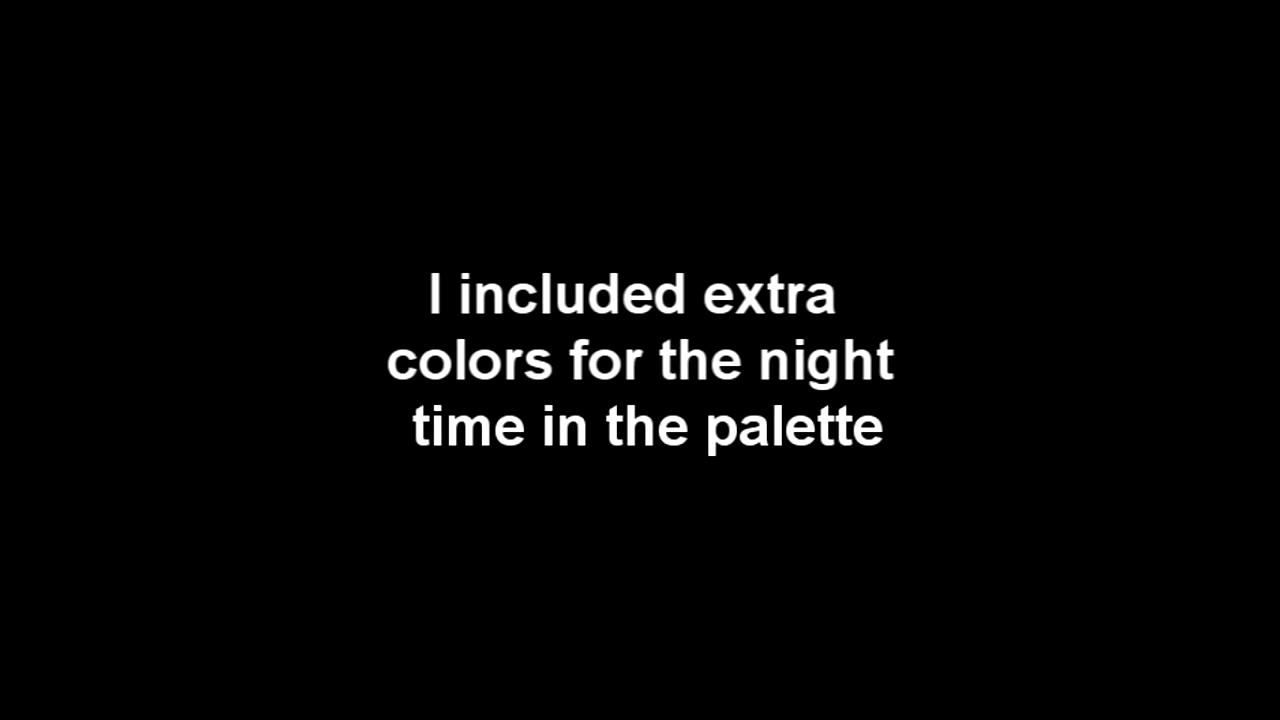 I included extra
colors for the night
time in the palette